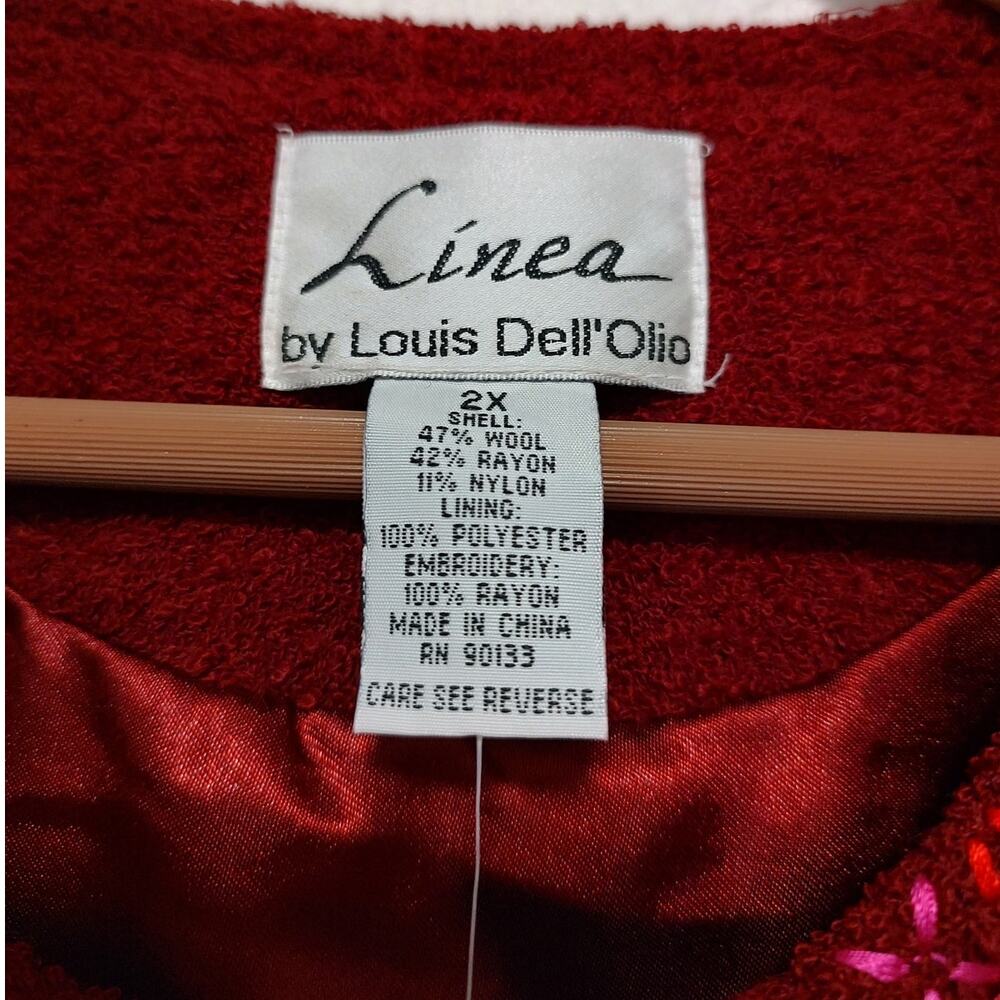 Linea
by Louis Dell'Olio
2X
SHELL:
47% WOOL
42% RAYON
11% NYLON
LINING:
100% POLYESTER
EMBROIDERY:
100% RAYON
MADE IN CHINA
RN 90133
CARE SEE REVERSE